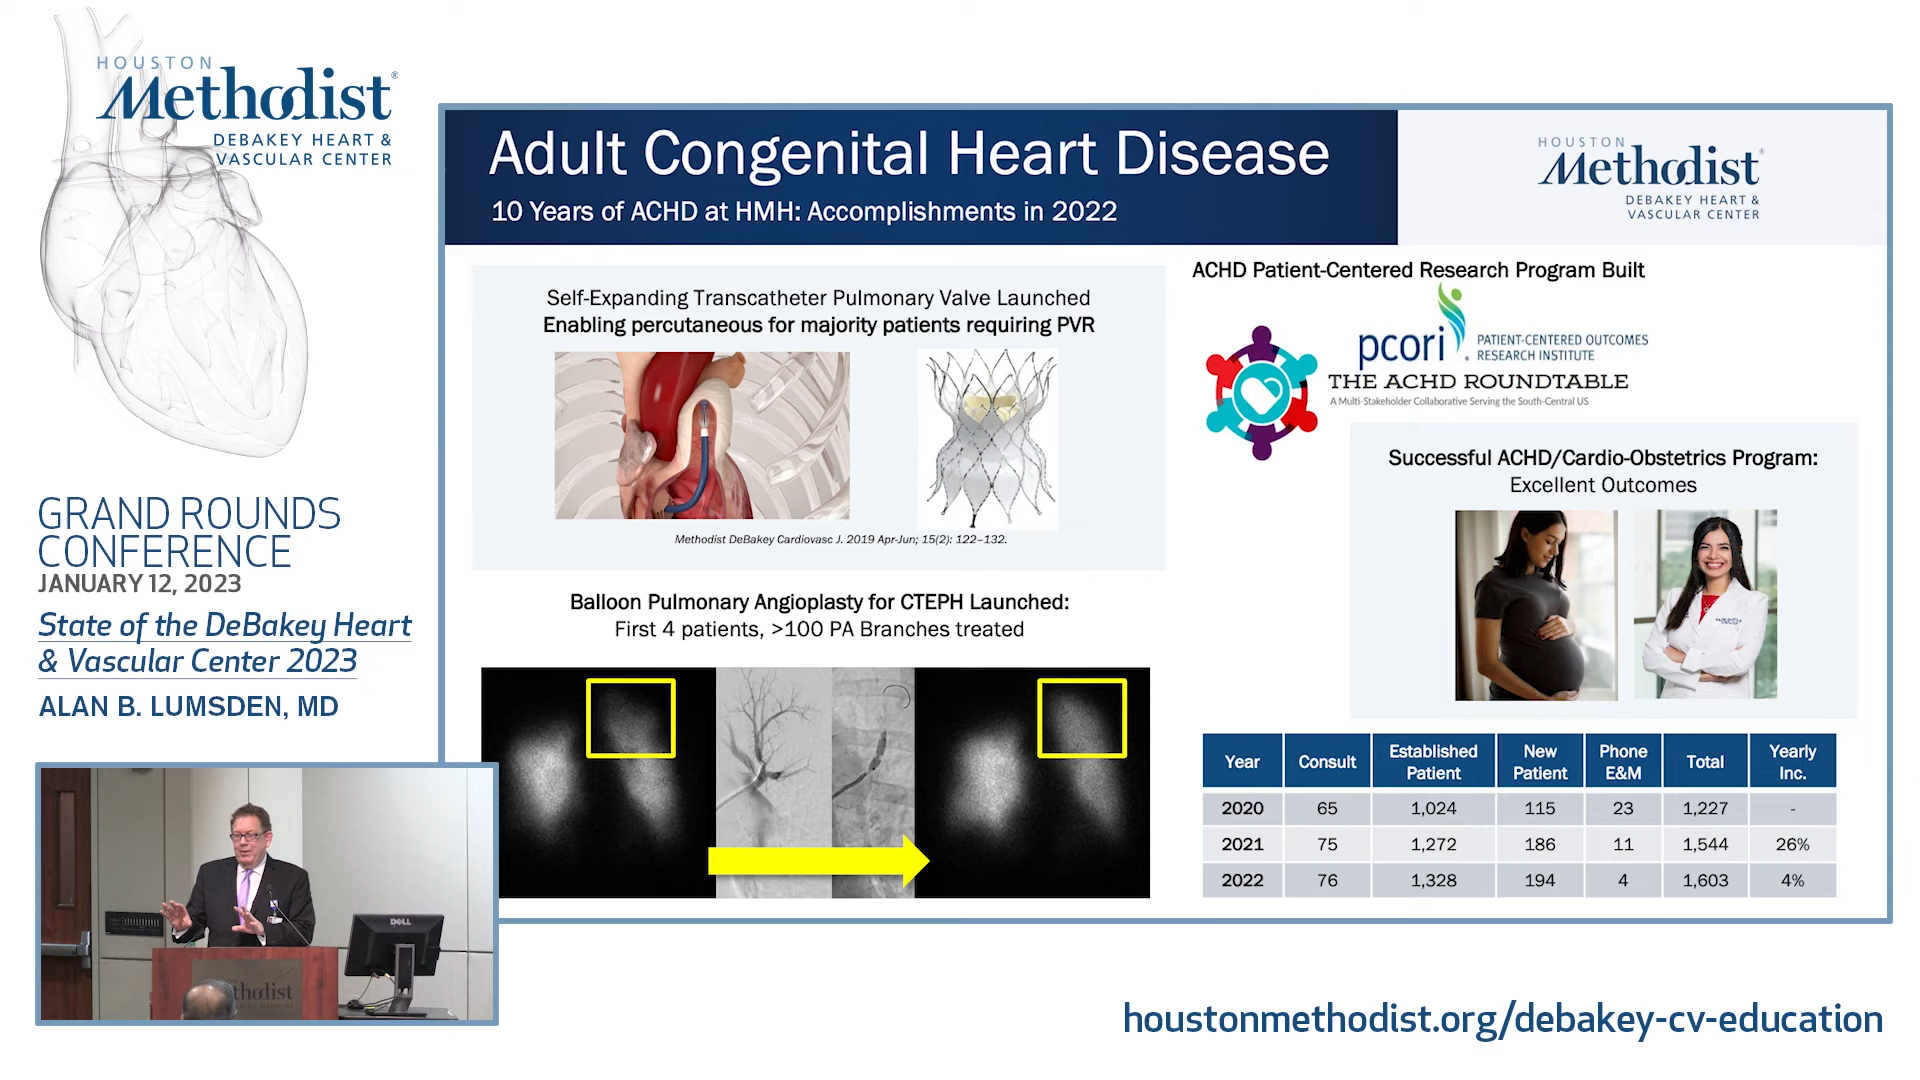 HOUSTON
Methodist®
DEBAKEY HEART &
VASCULAR CENTER
GRAND ROUNDS
CONFERENCE
JANUARY 12, 2023
State of the DeBakey Heart
& Vascular Center 2023
ALAN B. LUMSDEN, MD
Adult Congenital Heart Disease
10 Years of ACHD at HMH: Accomplishments in 2022
HOUSTON
Methodist®
DEBAKEY HEART &
VASCULAR CENTER
Self-Expanding Transcatheter Pulmonary Valve Launched
Enabling percutaneous for majority patients requiring PVR
Methodist DeBakey Cardiovasc J. 2019 Apr-Jun; 15(2): 122–132.
Balloon Pulmonary Angioplasty for CTEPH Launched:
First 4 patients, >100 PA Branches treated
ACHD Patient-Centered Research Program Built
pcori. PATIENT-CENTERED OUTCOMES
RESEARCH INSTITUTE
THE ACHD ROUNDTABLE
A Multi-Stakeholder Collaborative Serving the South-Central US
Successful ACHD/Cardio-Obstetrics Program:
Excellent Outcomes
Year Consult Established Patient New Patient Phone E&M Total Yearly Inc.
2020 65 1,024 115 23 1,227 -
2021 75 1,272 186 11 1,544 26%
2022 76 1,328 194 4 1,603 4%
DELL
thodist
houstonmethodist.org/debakey-cv-education